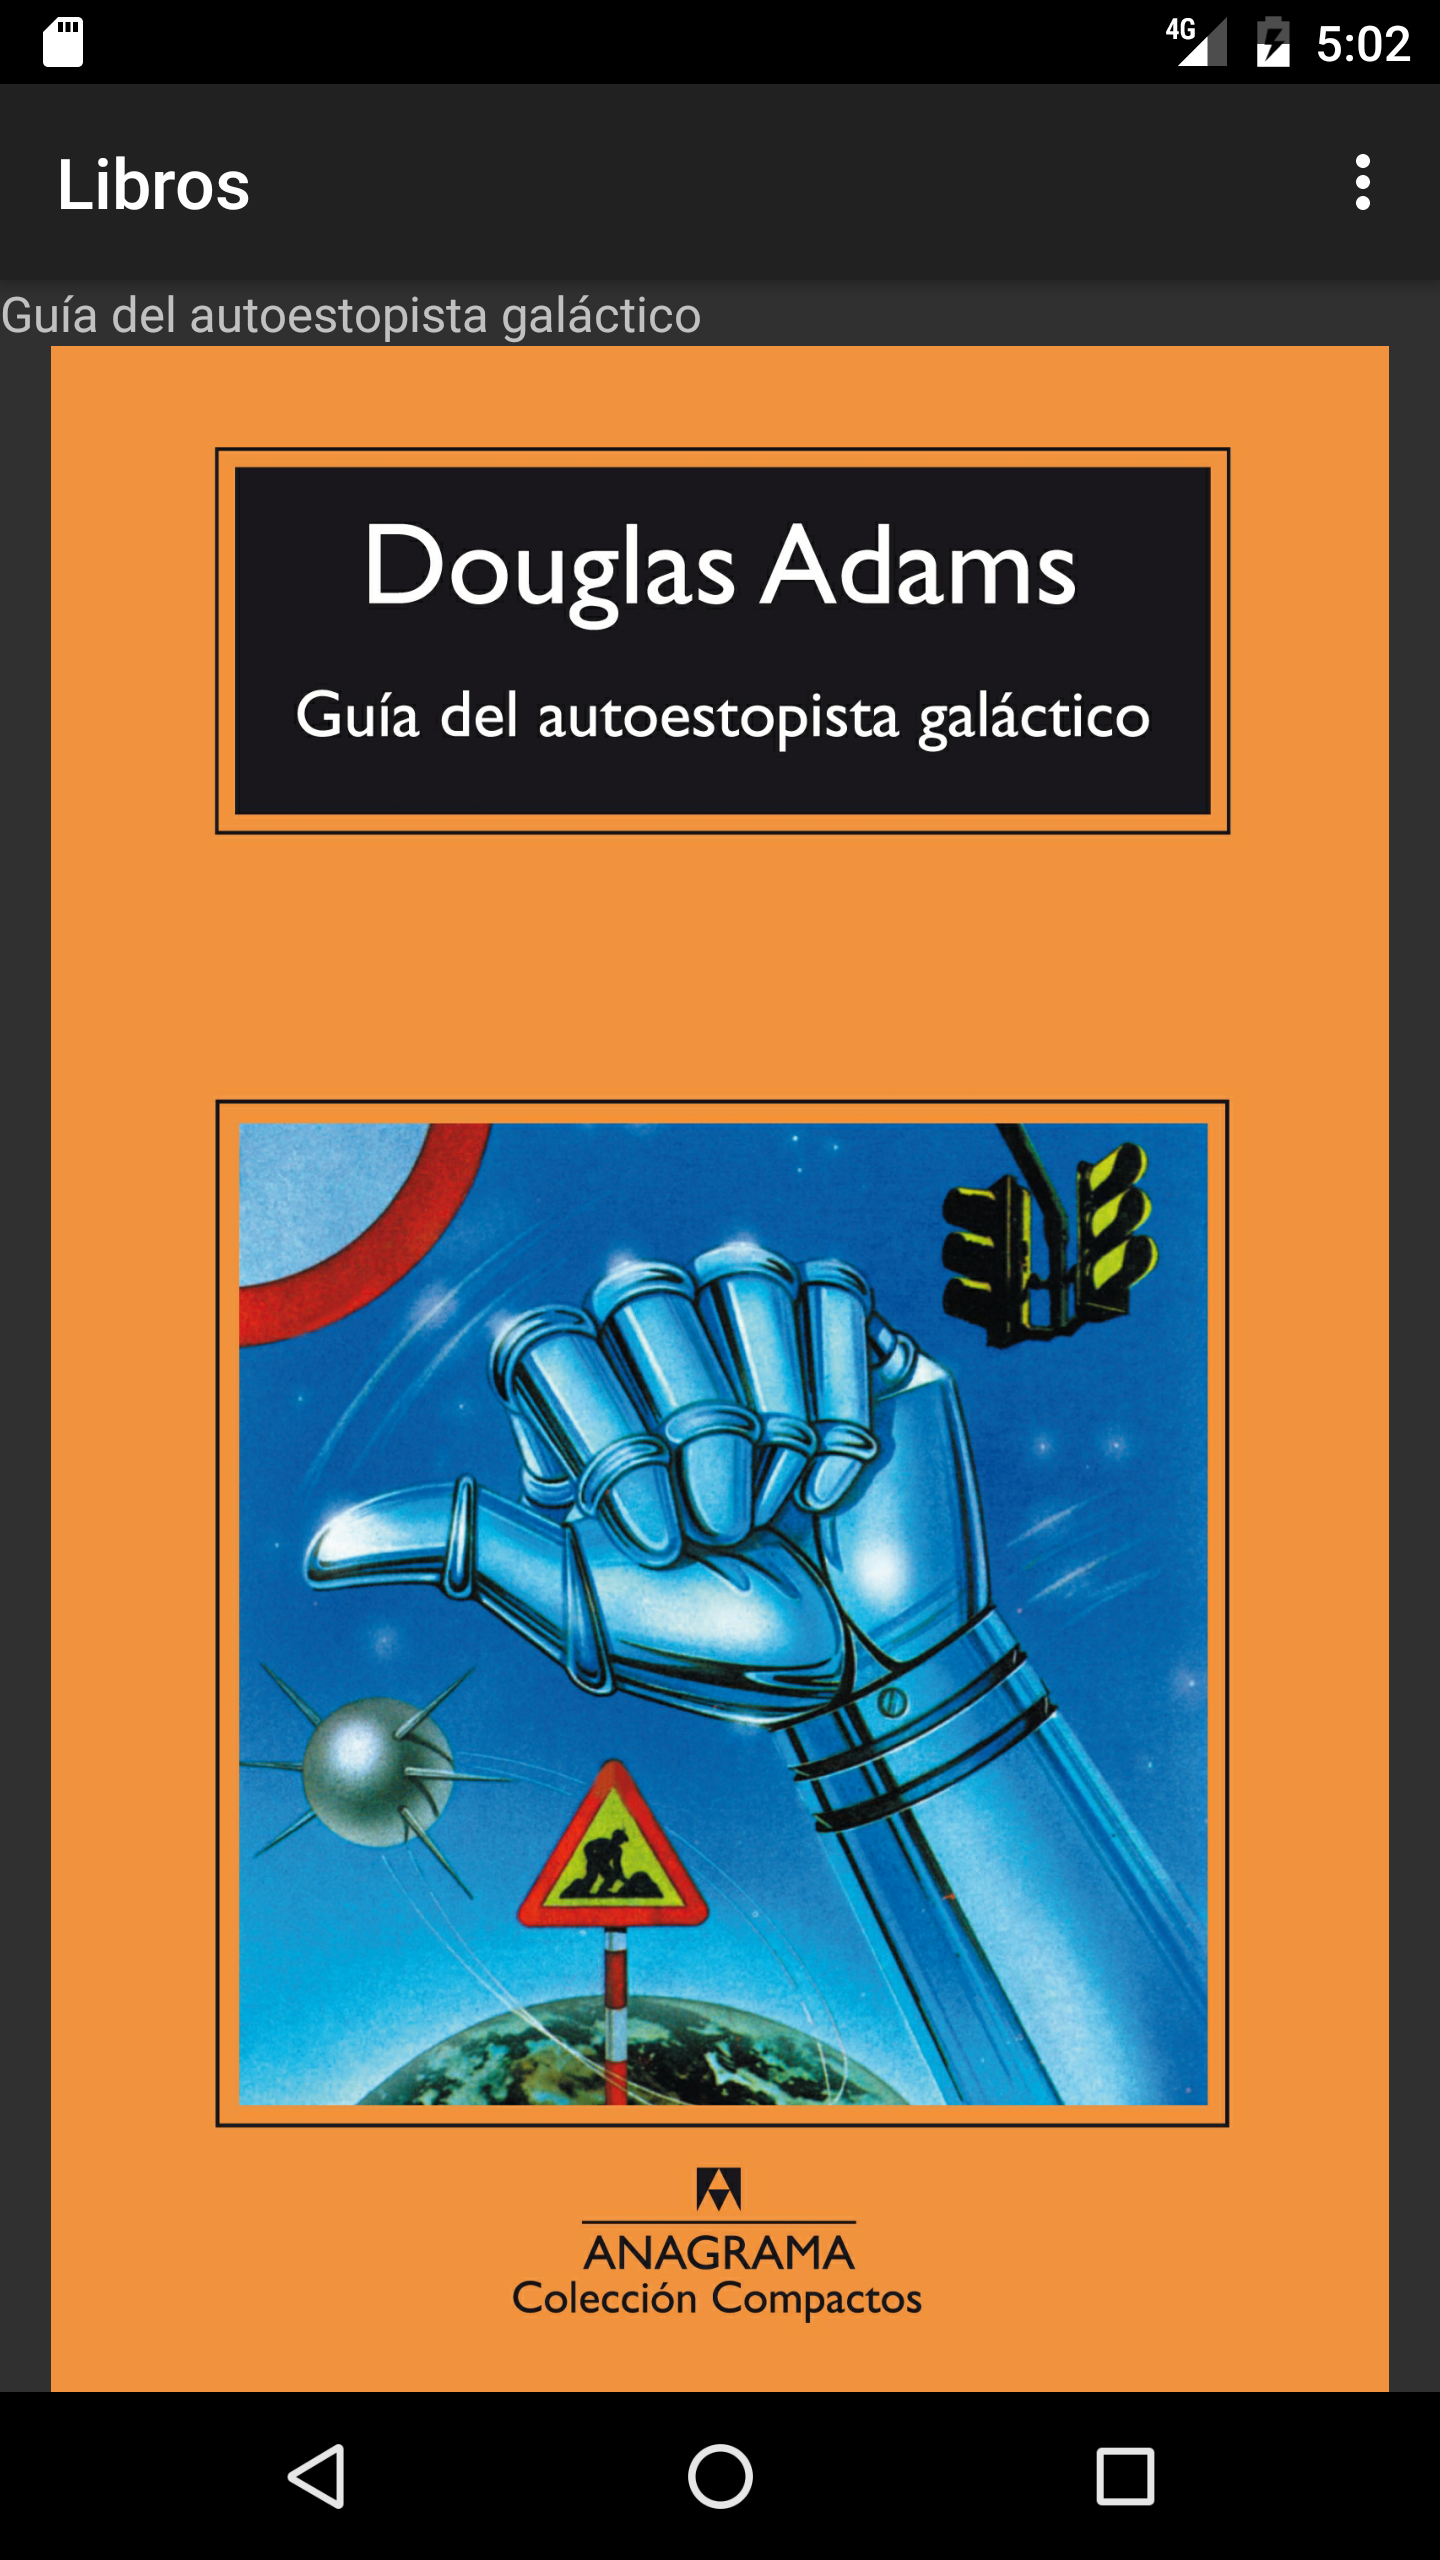 4G 5:02
Libros
Guía del autoestopista galáctico
Douglas Adams
Guía del autoestopista galáctico
ANAGRAMA
Colección Compactos